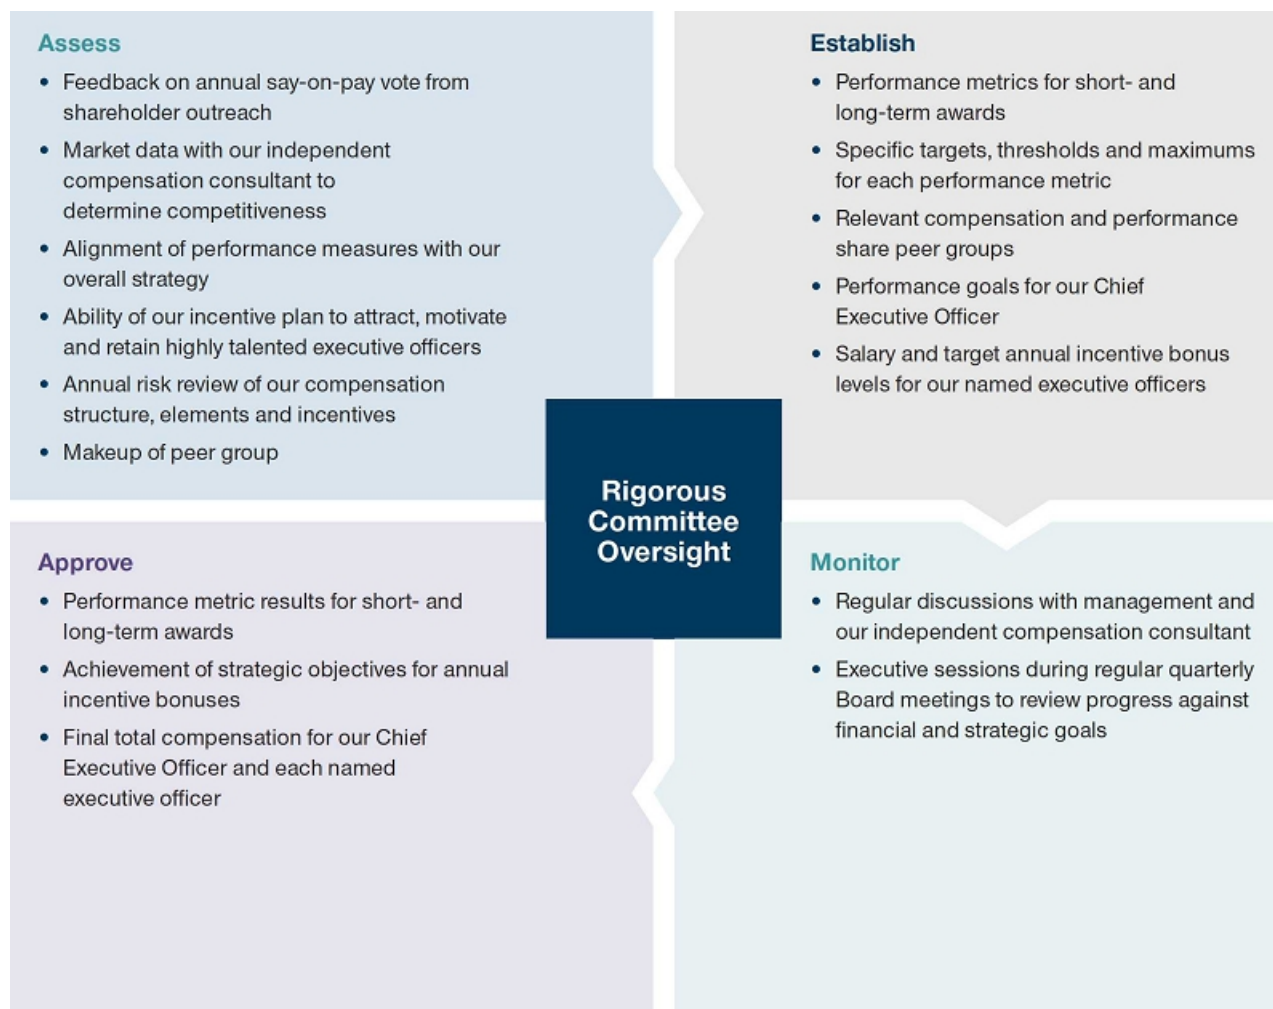 Assess
• Feedback on annual say-on-pay vote from
shareholder outreach
• Market data with our independent
compensation consultant to
determine competitiveness
• Alignment of performance measures with our
overall strategy
• Ability of our incentive plan to attract, motivate
and retain highly talented executive officers
• Annual risk review of our compensation
structure, elements and incentives
• Makeup of peer group
Establish
• Performance metrics for short- and
long-term awards
• Specific targets, thresholds and maximums
for each performance metric
• Relevant compensation and performance
share peer groups
• Performance goals for our Chief
Executive Officer
• Salary and target annual incentive bonus
levels for our named executive officers
Rigorous
Committee
Oversight
Approve
• Performance metric results for short- and
long-term awards
• Achievement of strategic objectives for annual
incentive bonuses
• Final total compensation for our Chief
Executive Officer and each named
executive officer
Monitor
• Regular discussions with management and
our independent compensation consultant
• Executive sessions during regular quarterly
Board meetings to review progress against
financial and strategic goals